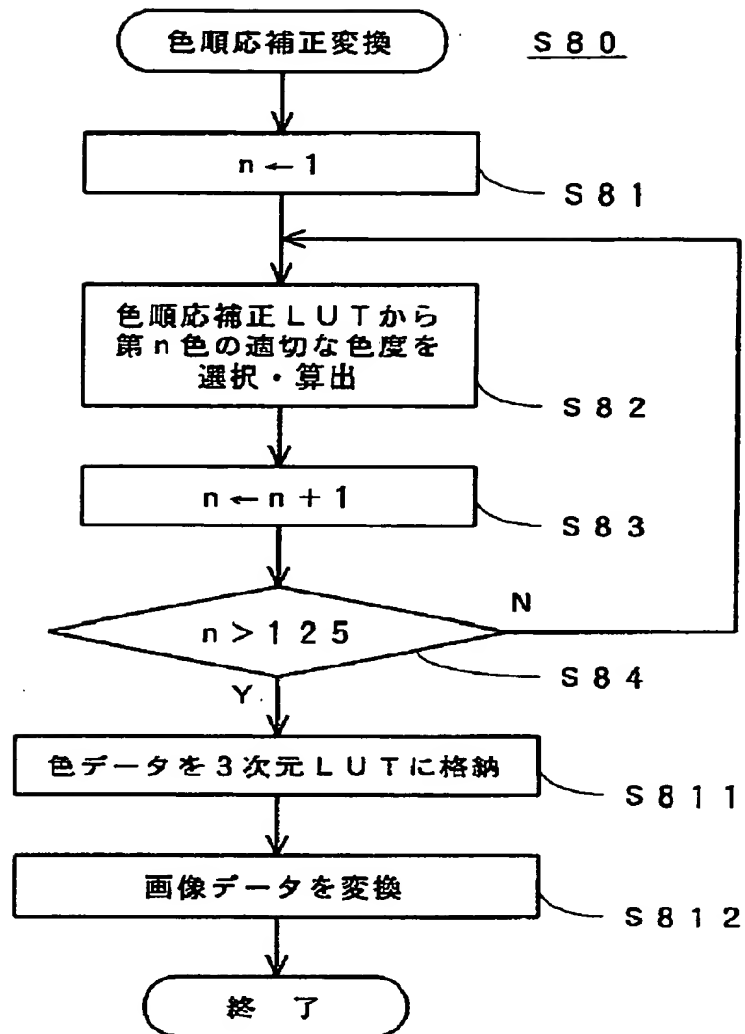 色順応補正変換
S80
n←1
S81
色順応補正LUTから
第n色の適切な色度を
選択・算出
S82
n←n+1
S83
n>125
N
S84
Y
色データを3次元LUTに格納
S811
画像データを変換
S812
終 了